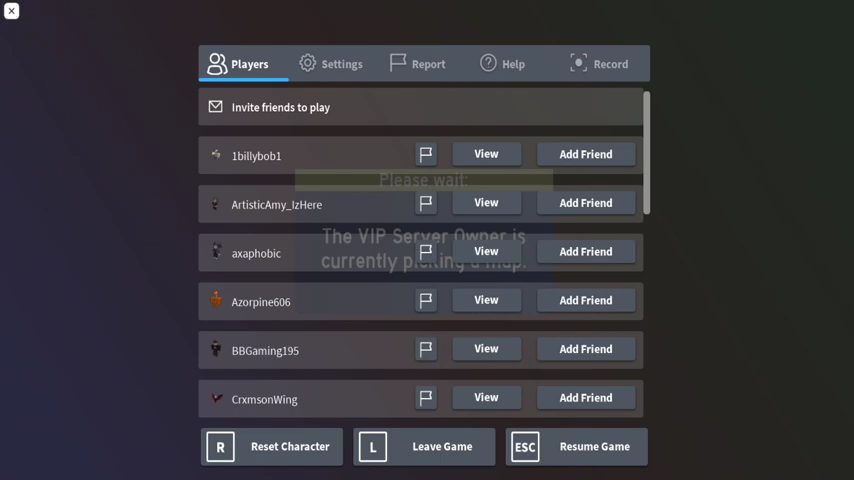 Players Settings Report Help Record
Invite friends to play
1billybob1 View Add Friend
Please wait:
ArtisticAmy_IzHere View Add Friend
The VIP Server Owner is
axaphobic View Add Friend
currently picking a map.
Azorpine606 View Add Friend
BBGaming195 View Add Friend
CrxmsonWing View Add Friend
R Reset Character L Leave Game ESC Resume Game